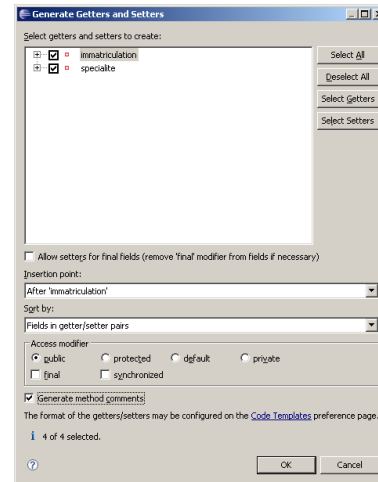 Generate Getters and Setters
Select getters and setters to create:
immatriculation
specialite
Select All
Deselect All
Select Getters
Select Setters
Allow setters for final fields (remove 'final' modifier from fields if necessary)
Insertion point:
After 'immatriculation'
Sort by:
Fields in getter/setter pairs
Access modifier
public protected default private
final synchronized
Generate method comments
The format of the getters/setters may be configured on the Code Templates preference page.
i 4 of 4 selected.
? OK Cancel